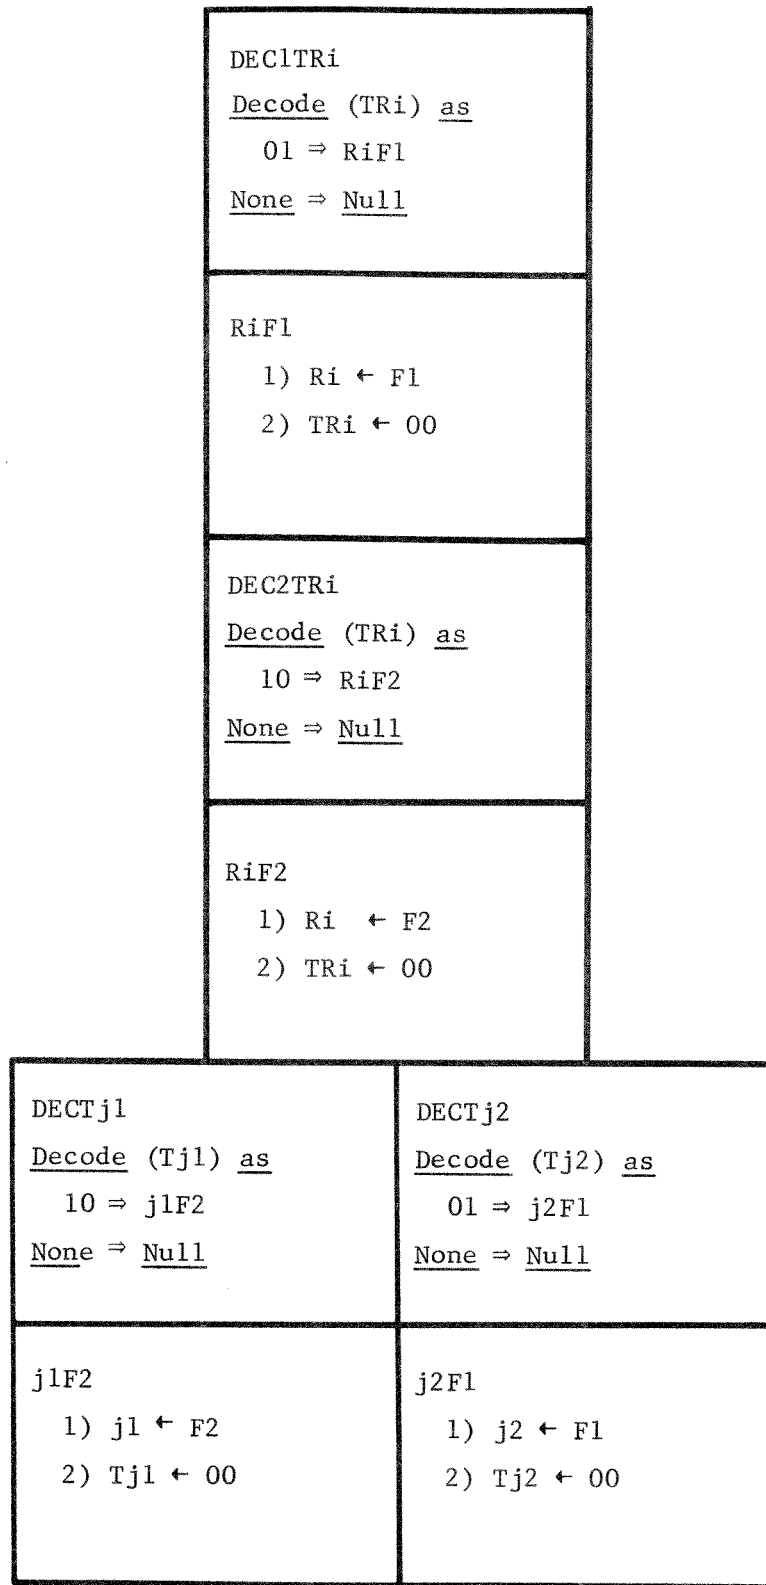 DEC1TRi
Decode (TRi) as
01 ⇒ RiF1
None ⇒ Null
RiF1
1) Ri ← F1
2) TRi ← 00
DEC2TRi
Decode (TRi) as
10 ⇒ RiF2
None ⇒ Null
RiF2
1) Ri ← F2
2) TRi ← 00
DECTj1
Decode (Tj1) as
10 ⇒ j1F2
None ⇒ Null
DECTj2
Decode (Tj2) as
01 ⇒ j2F1
None ⇒ Null
j1F2
1) j1 ← F2
2) Tj1 ← 00
j2F1
1) j2 ← F1
2) Tj2 ← 00